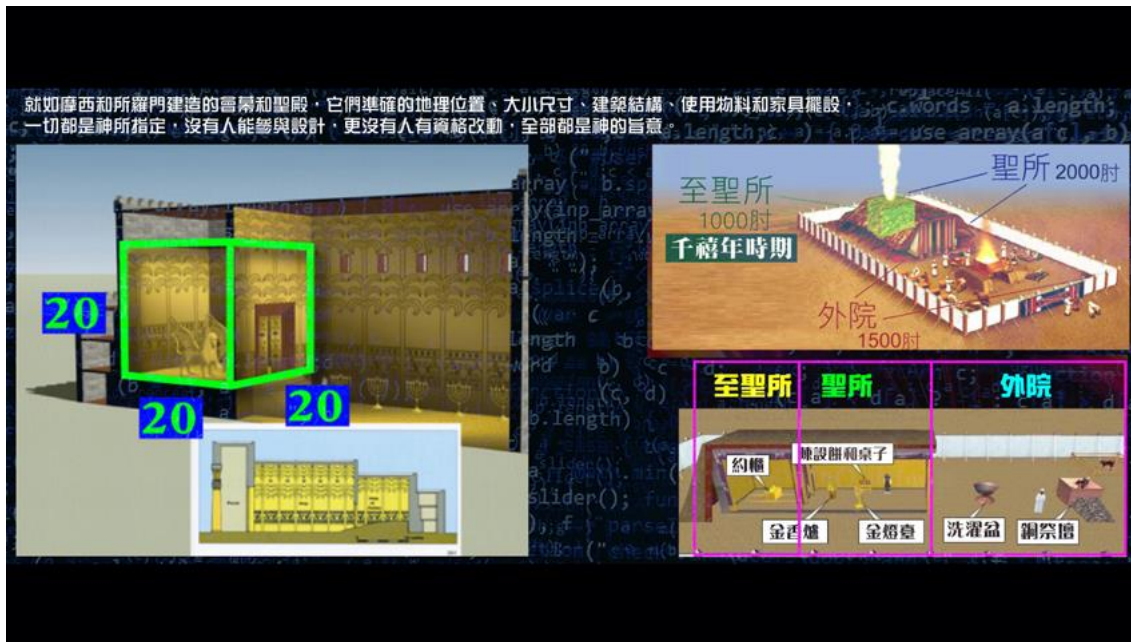 就如摩西和所羅門建造的會幕和聖殿，它們準確的地理位置、大小尺寸、建築結構、使用物料和家具擺設，
一切都是神所指定，沒有人能參與設計，更沒有人有資格改動，全部都是神的旨意。
20
20
20
至聖所
1000肘
千禧年時期
聖所 2000肘
外院
1500肘
至聖所
聖所
外院
約櫃
陳設餅和桌子
金香爐
金燈臺
洗濯盆
銅祭壇